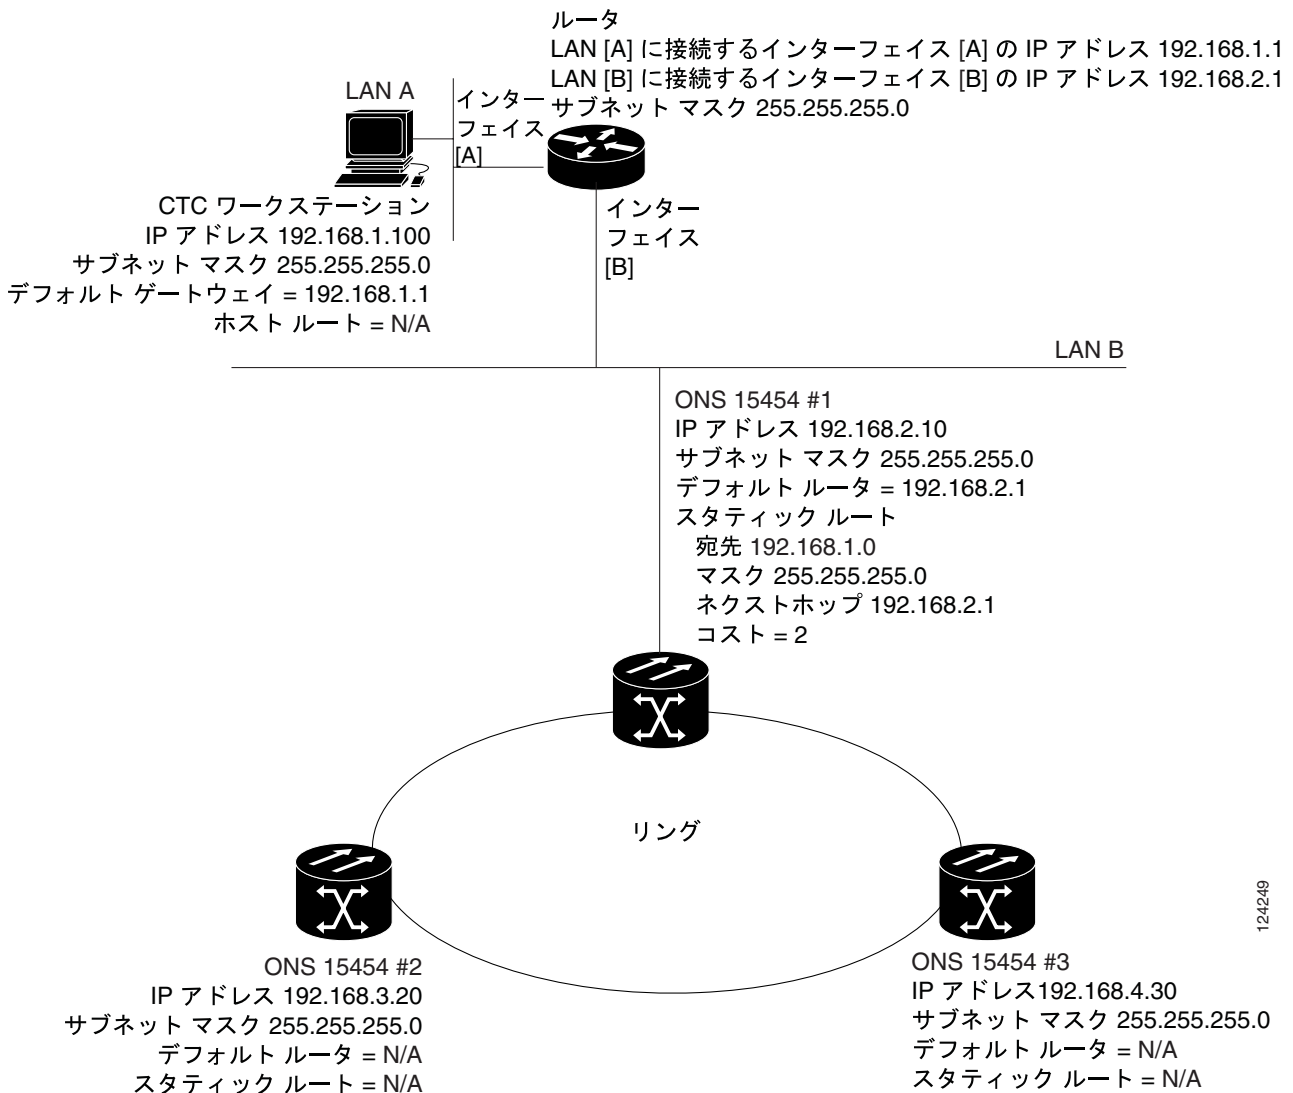 ルータ
LAN [A] に接続するインターフェイス [A] の IP アドレス 192.168.1.1
LAN [B] に接続するインターフェイス [B] の IP アドレス 192.168.2.1
サブネット マスク 255.255.255.0
LAN A
インター
フェイス
[A]
CTC ワークステーション
IP アドレス 192.168.1.100
サブネット マスク 255.255.255.0
デフォルト ゲートウェイ = 192.168.1.1
ホスト ルート = N/A
インター
フェイス
[B]
LAN B
ONS 15454 #1
IP アドレス 192.168.2.10
サブネット マスク 255.255.255.0
デフォルト ルータ = 192.168.2.1
スタティック ルート
宛先 192.168.1.0
マスク 255.255.255.0
ネクストホップ 192.168.2.1
コスト = 2
リング
ONS 15454 #2
IP アドレス 192.168.3.20
サブネット マスク 255.255.255.0
デフォルト ルータ = N/A
スタティック ルート = N/A
ONS 15454 #3
IP アドレス192.168.4.30
サブネット マスク 255.255.255.0
デフォルト ルータ = N/A
スタティック ルート = N/A
124249